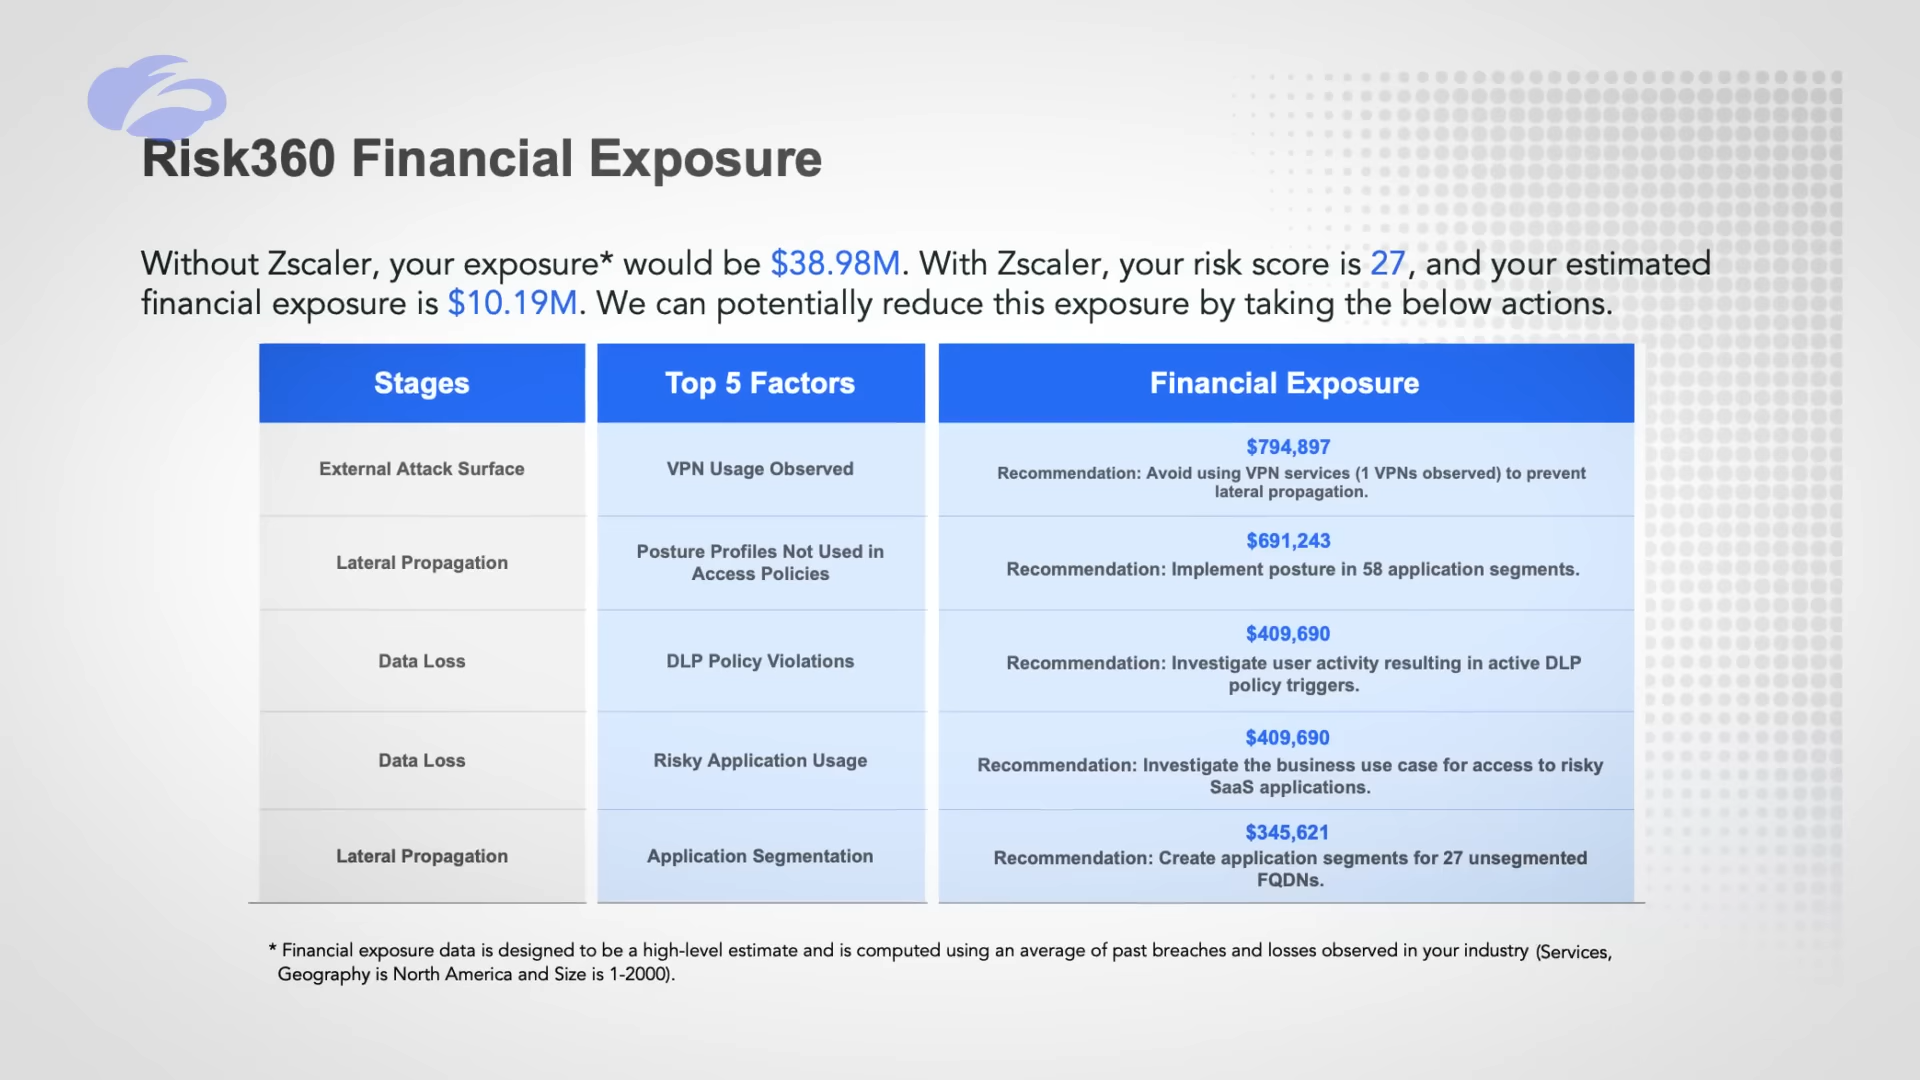 Risk360 Financial Exposure
Without Zscaler, your exposure* would be $38.98M. With Zscaler, your risk score is 27, and your estimated
financial exposure is $10.19M. We can potentially reduce this exposure by taking the below actions.
Stages
Top 5 Factors
Financial Exposure
External Attack Surface
VPN Usage Observed
$794,897
Recommendation: Avoid using VPN services (1 VPNs observed) to prevent
lateral propagation.
Lateral Propagation
Posture Profiles Not Used in
Access Policies
$691,243
Recommendation: Implement posture in 58 application segments.
Data Loss
DLP Policy Violations
$409,690
Recommendation: Investigate user activity resulting in active DLP
policy triggers.
Data Loss
Risky Application Usage
$409,690
Recommendation: Investigate the business use case for access to risky
SaaS applications.
Lateral Propagation
Application Segmentation
$345,621
Recommendation: Create application segments for 27 unsegmented
FQDNs.
* Financial exposure data is designed to be a high-level estimate and is computed using an average of past breaches and losses observed in your industry (Services,
Geography is North America and Size is 1-2000).